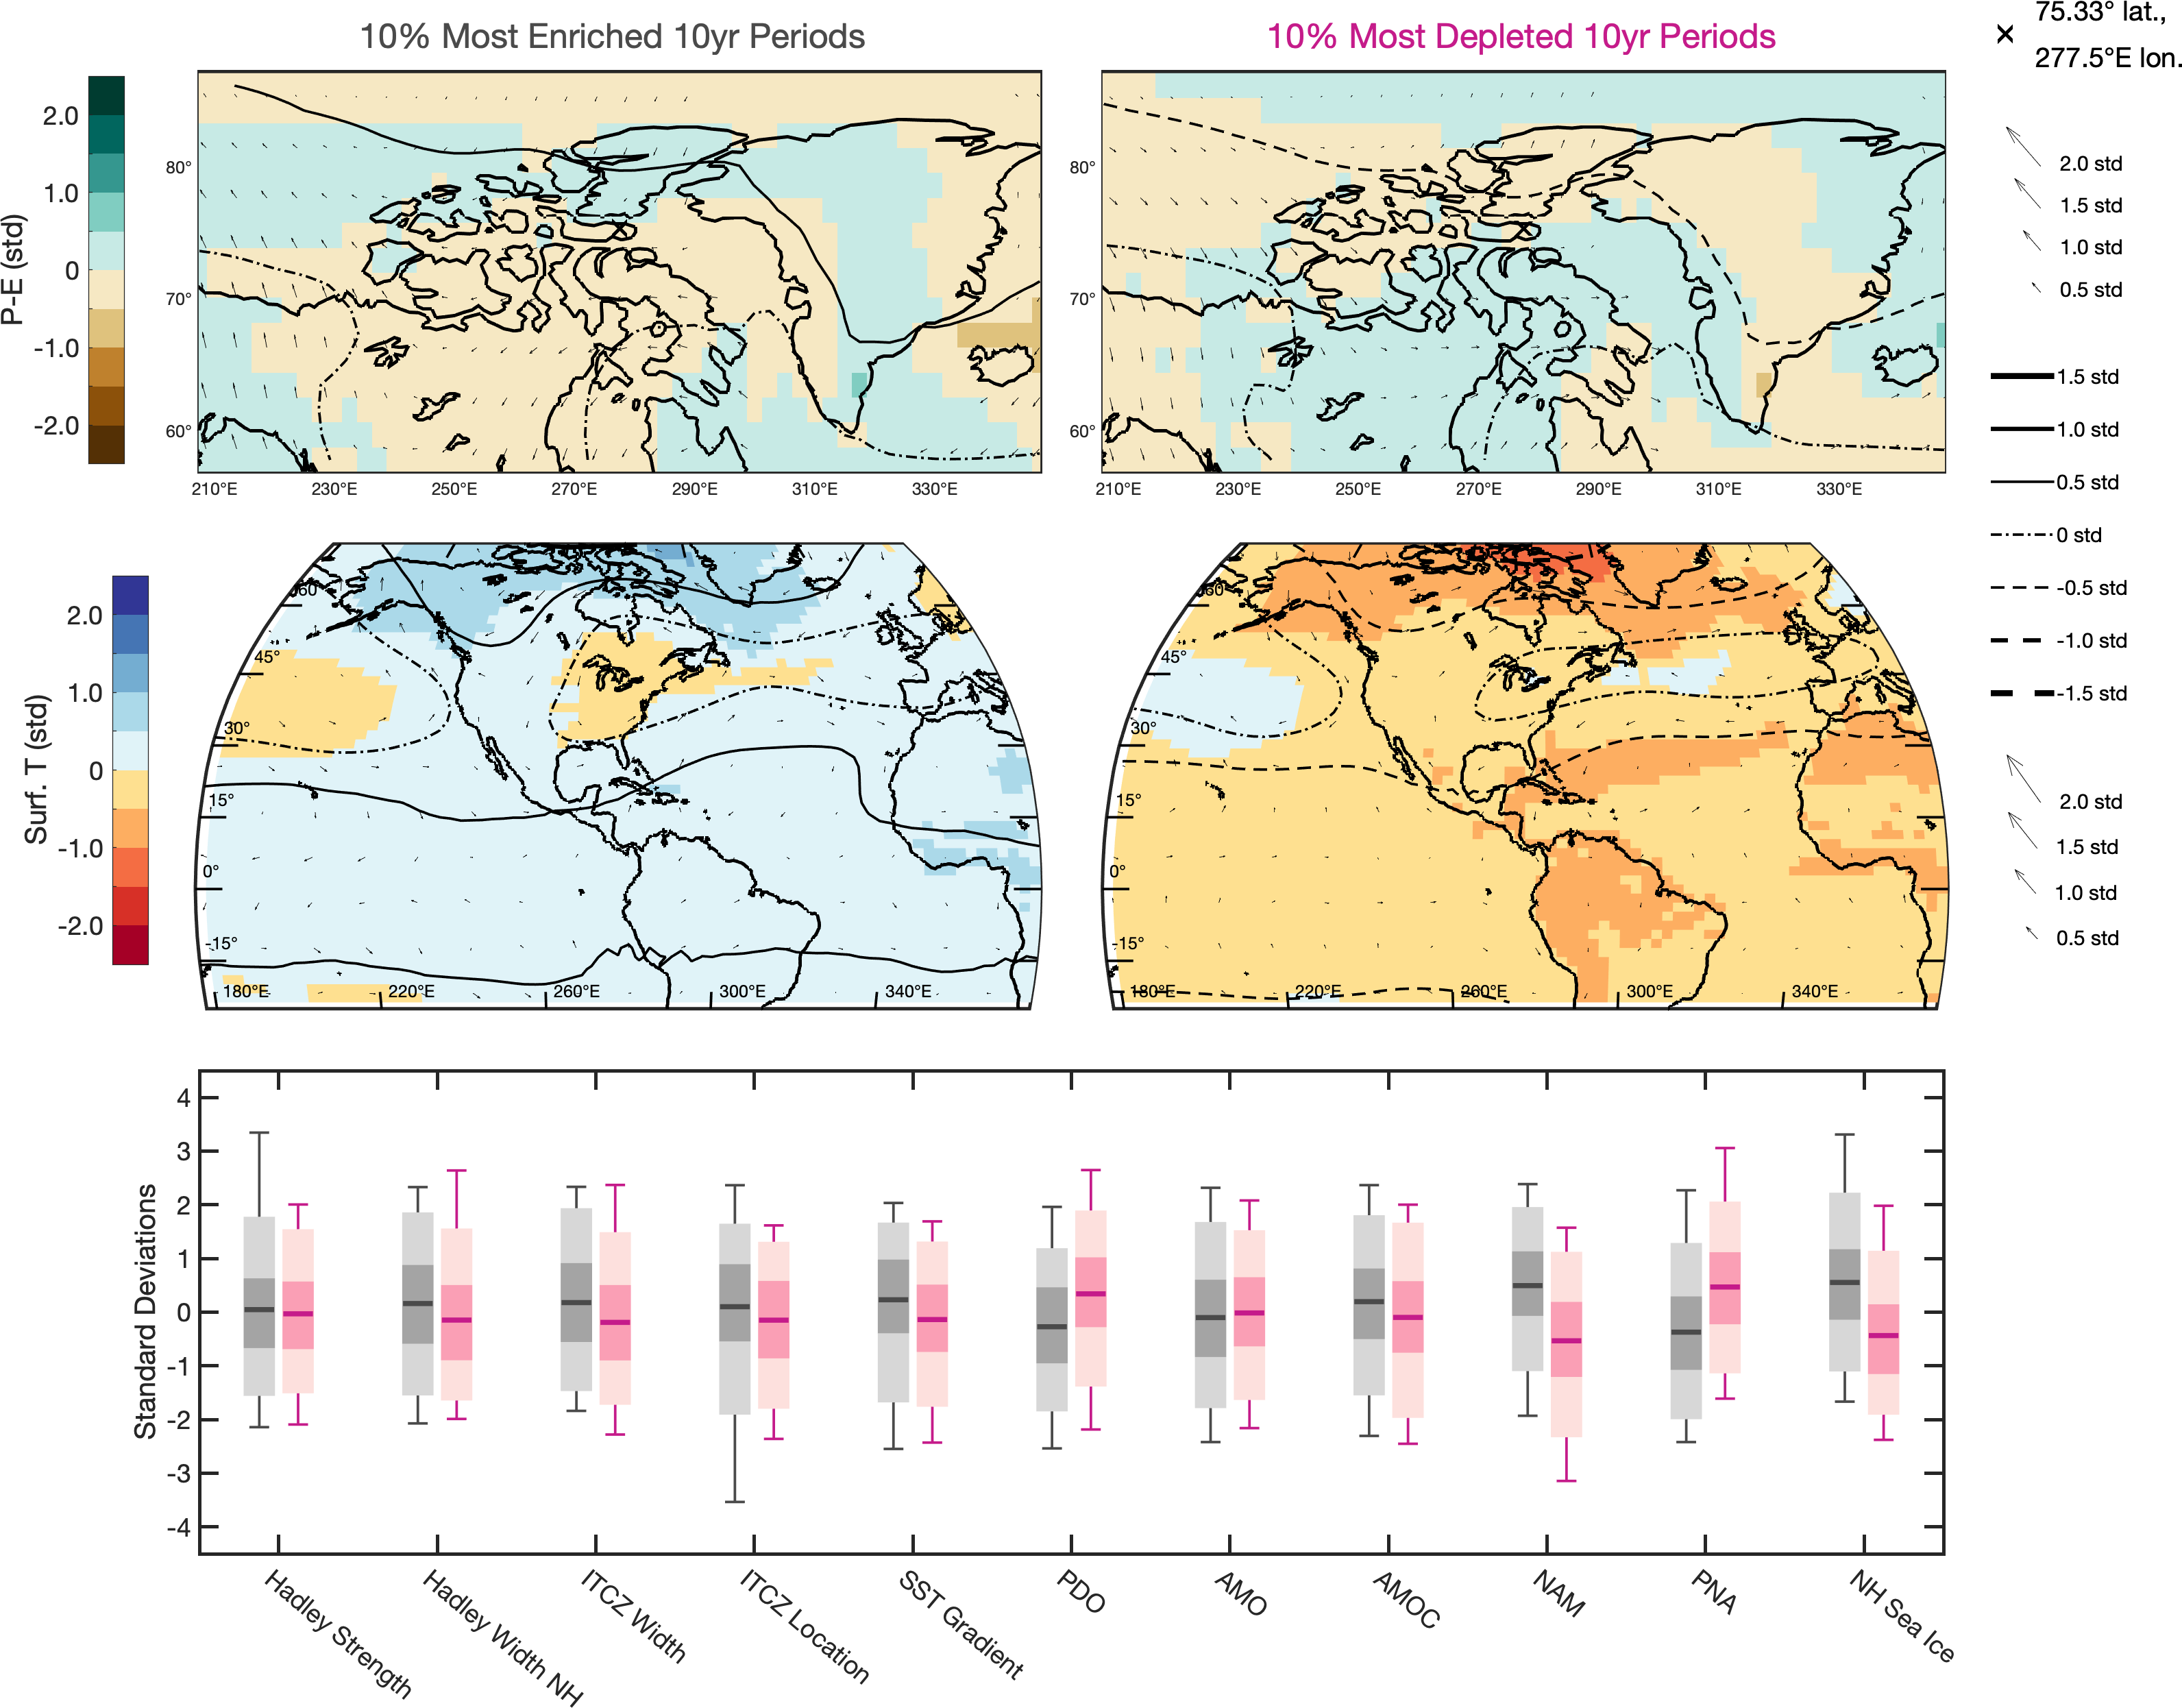 10% Most Enriched 10yr Periods
10% Most Depleted 10yr Periods
75.33° lat.,
277.5°E lon.
P-E (std)
2.0
1.0
0
-1.0
-2.0
80°
70°
60°
210°E 230°E 250°E 270°E 290°E 310°E 330°E
80°
70°
60°
210°E 230°E 250°E 270°E 290°E 310°E 330°E
2.0 std
1.5 std
1.0 std
0.5 std
1.5 std
1.0 std
0.5 std
0 std
-0.5 std
-1.0 std
-1.5 std
Surf. T (std)
2.0
1.0
0
-1.0
-2.0
60°
45°
30°
15°
0°
-15°
180°E 220°E 260°E 300°E 340°E
60°
45°
30°
15°
0°
-15°
180°E 220°E 260°E 300°E 340°E
2.0 std
1.5 std
1.0 std
0.5 std
Standard Deviations
4
3
2
1
0
-1
-2
-3
-4
Hadley Strength
Hadley Width NH
ITCZ Width
ITCZ Location
SST Gradient
PDO
AMO
AMOC
NAM
PNA
NH Sea Ice